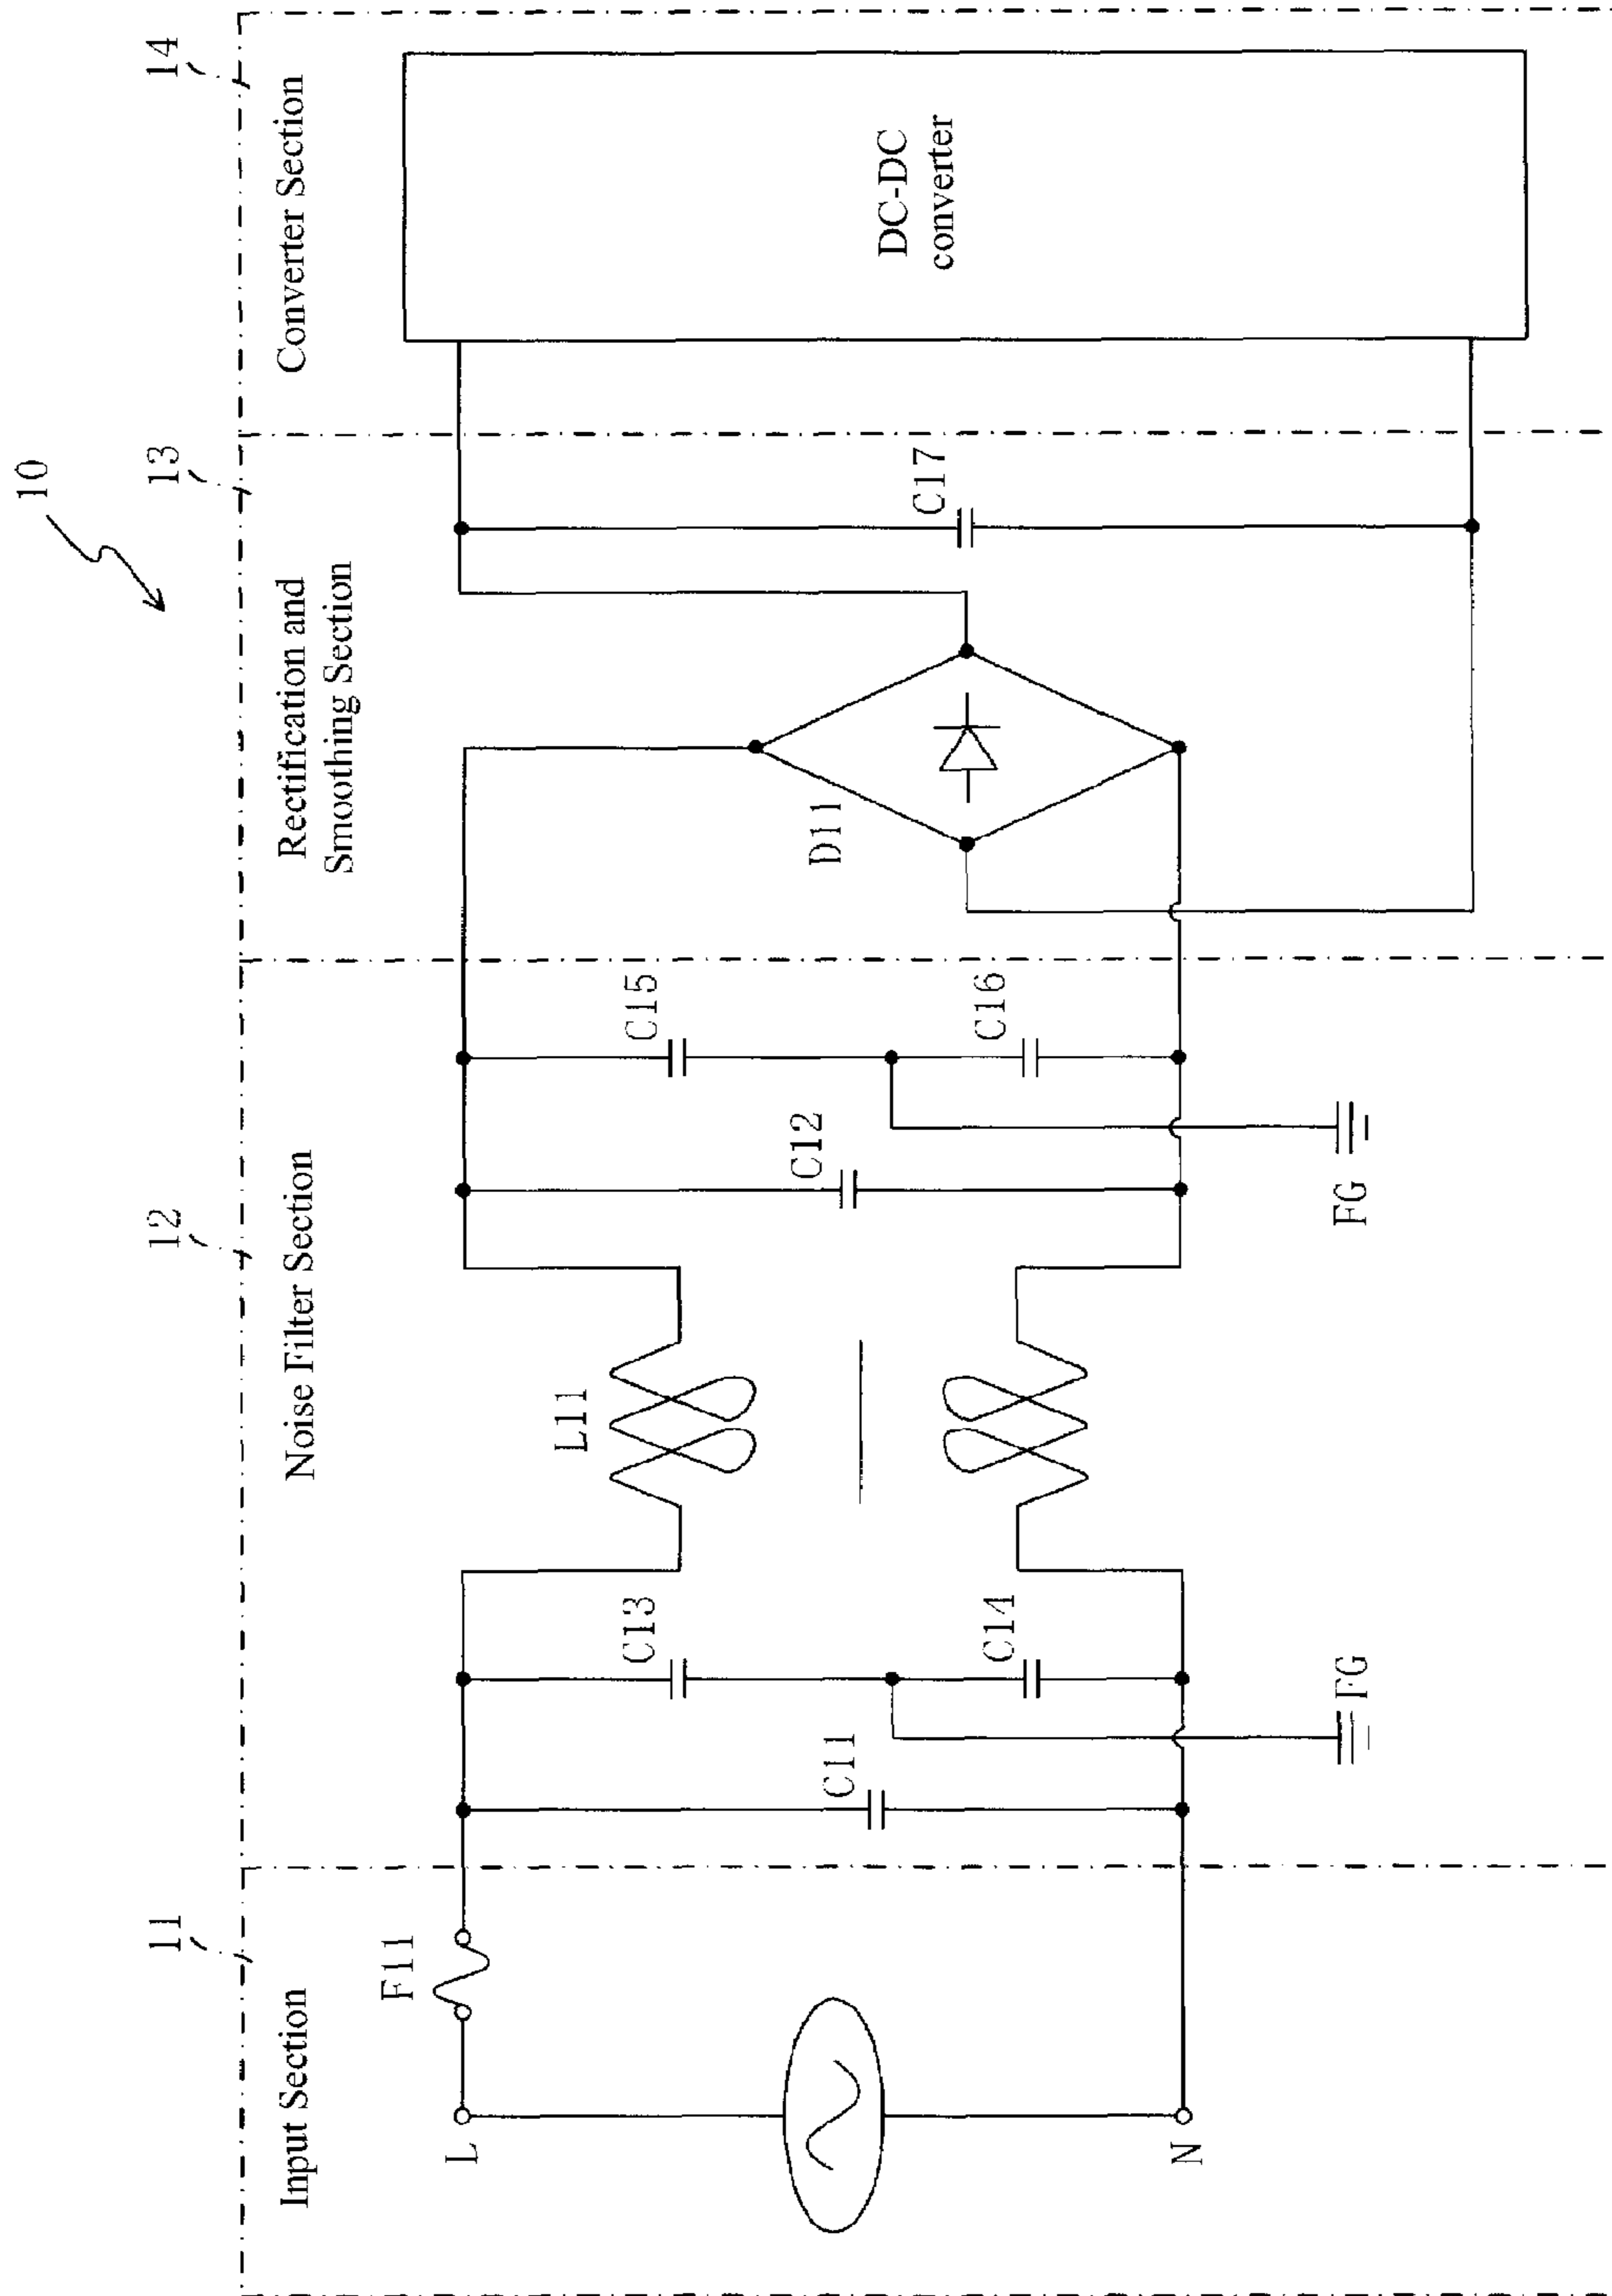 10
11
12
13
14
Input Section
Noise Filter Section
Rectification and
Smoothing Section
Converter Section
F11
L
N
C11
C13
C14
FG
L11
C12
C15
C16
FG
D11
C17
DC-DC
converter